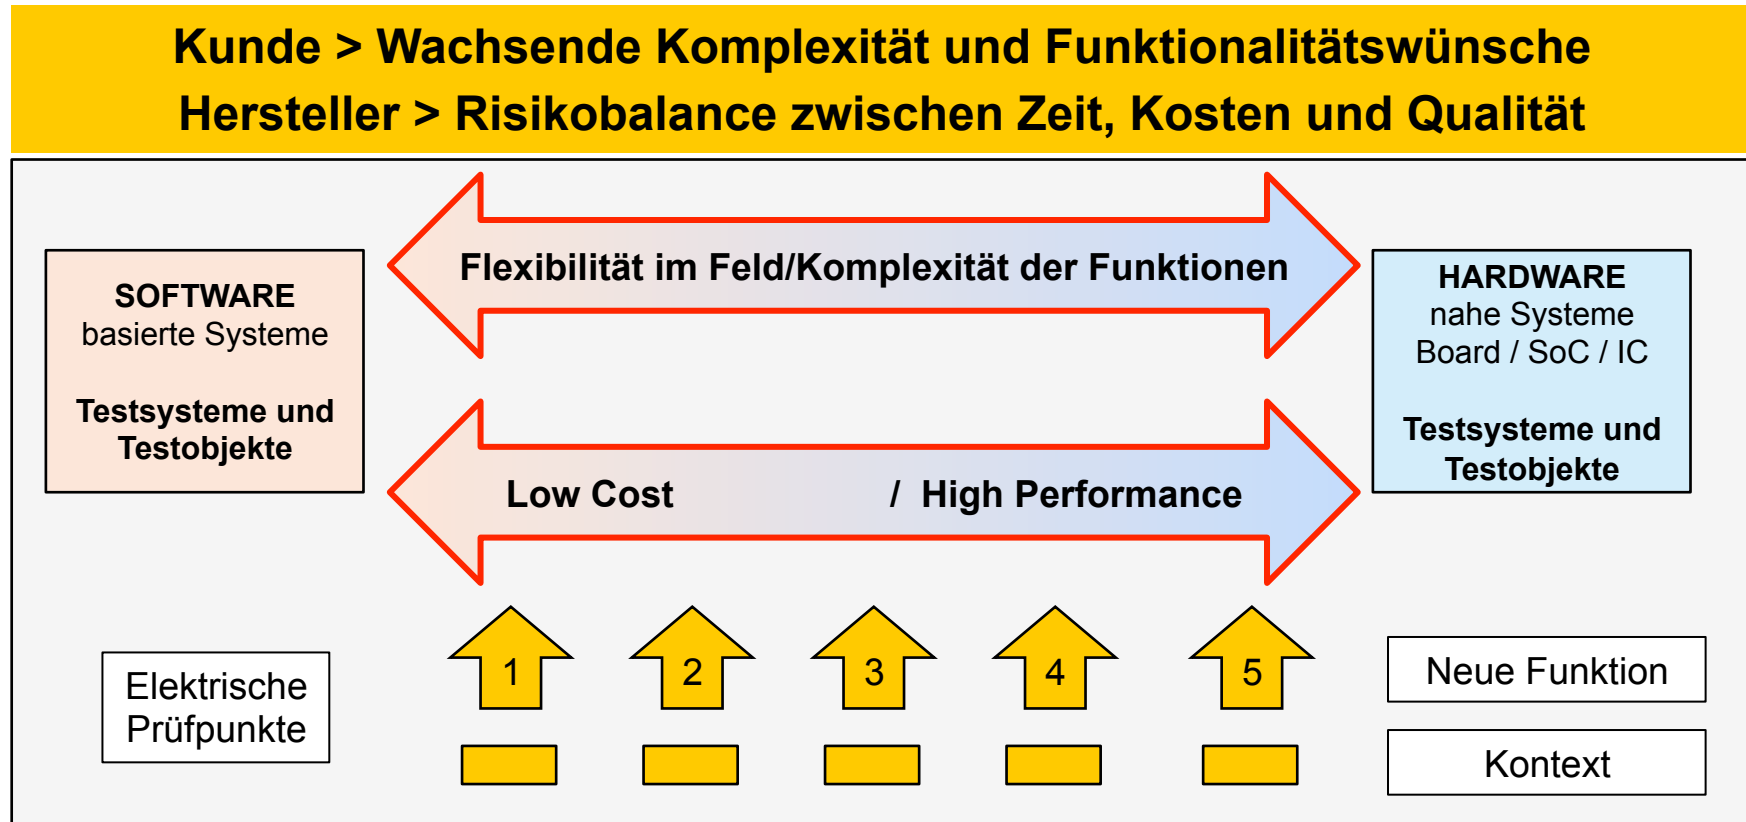 Kunde > Wachsende Komplexität und Funktionalitätswünsche
Hersteller > Risikobalance zwischen Zeit, Kosten und Qualität
Flexibilität im Feld/Komplexität der Funktionen
SOFTWARE
basierte Systeme
Testsysteme und
Testobjekte
HARDWARE
nahe Systeme
Board / SoC / IC
Testsysteme und
Testobjekte
Low Cost / High Performance
Elektrische
Prüfpunkte
1 2 3 4 5
Neue Funktion
Kontext